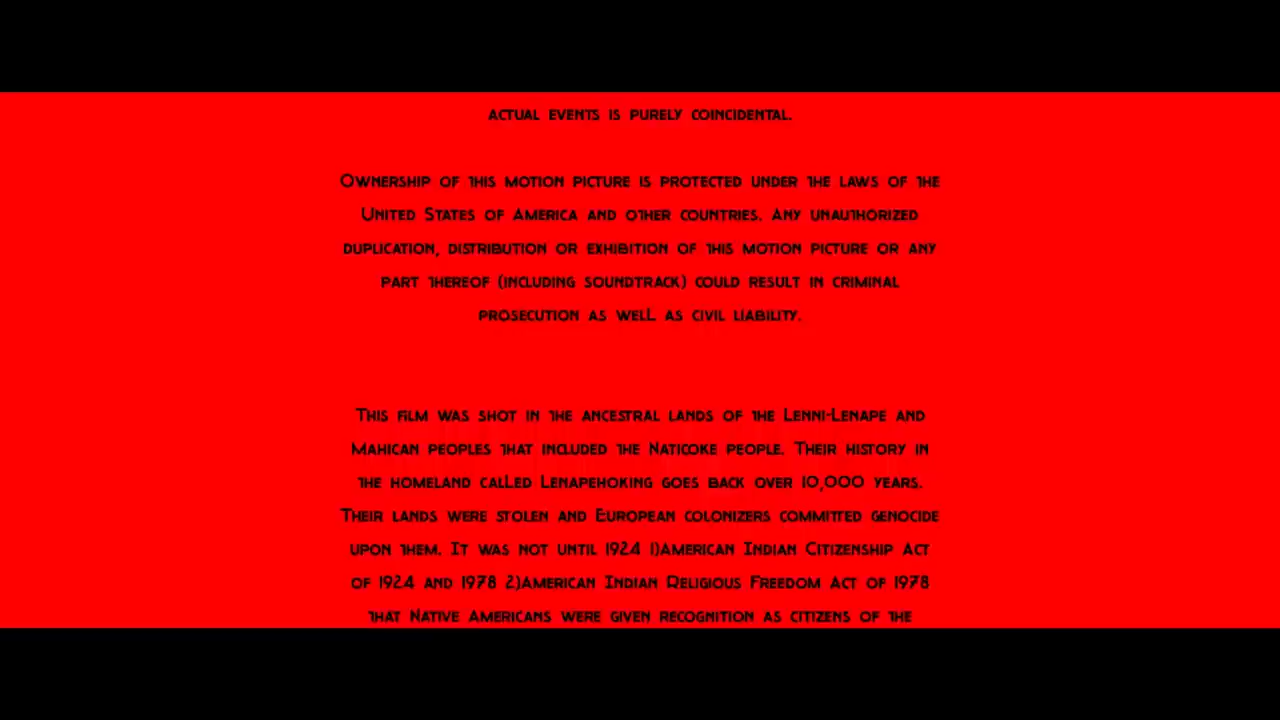 actual events is purely coincidental.
Ownership of this motion picture is protected under the laws of the
United States of America and other countries. Any unauthorized
duplication, distribution or exhibition of this motion picture or any
part thereof (including soundtrack) could result in criminal
prosecution as well as civil liability.
This film was shot in the ancestral lands of the Lenni-Lenape and
Mahican peoples that included the Naticoke people. Their history in
the homeland called Lenapehoking goes back over 10,000 years.
Their lands were stolen and European colonizers committed genocide
upon them. It was not until 1924 1)American Indian Citizenship Act
of 1924 and 1978 2)American Indian Religious Freedom Act of 1978
that Native Americans were given recognition as citizens of the